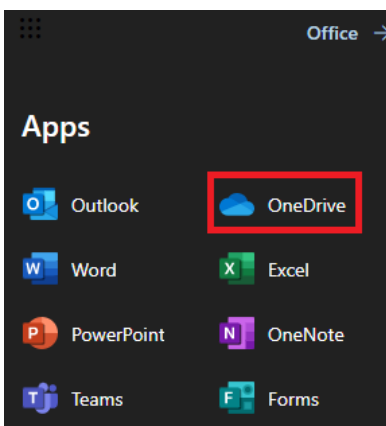 Office →
Apps
Outlook OneDrive
Word Excel
PowerPoint OneNote
Teams Forms